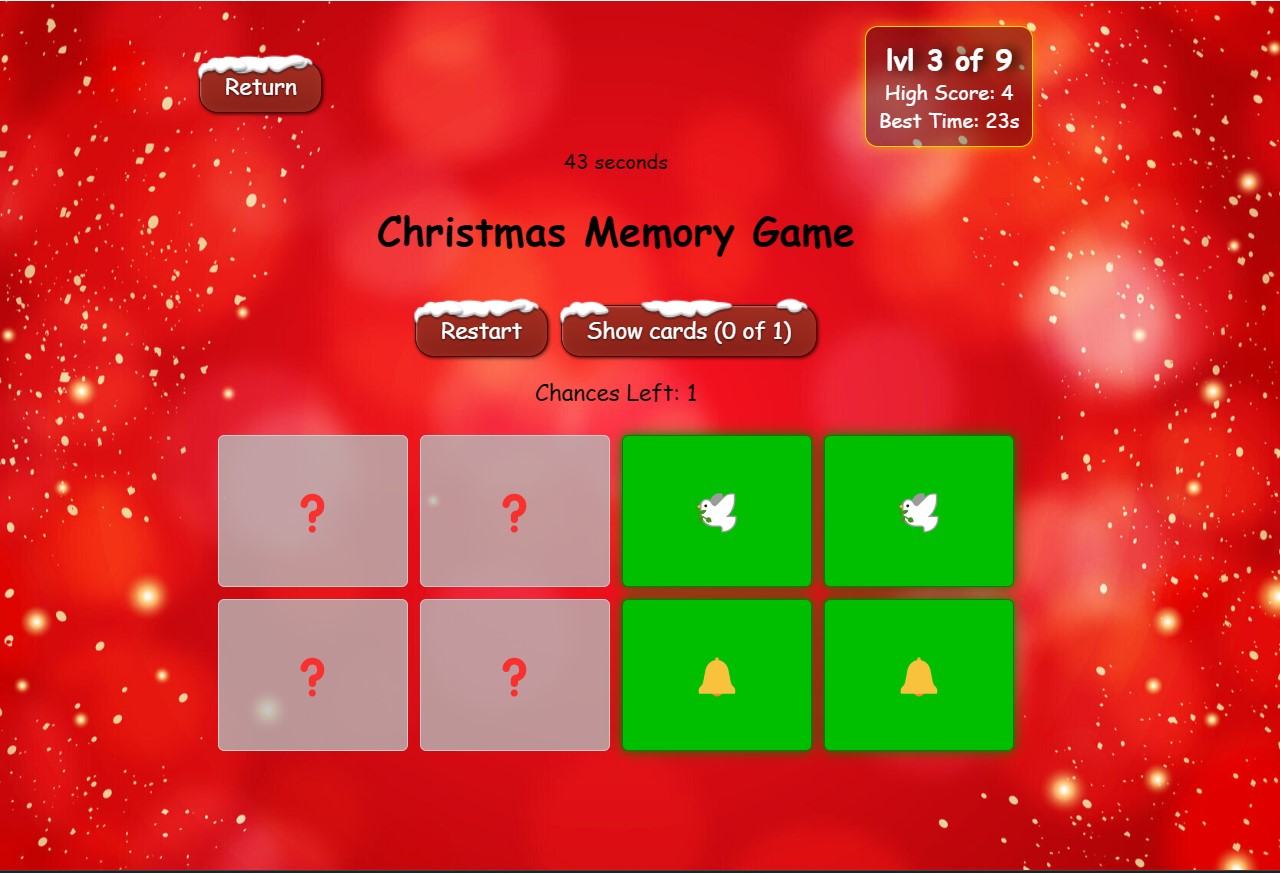 Return
lvl 3 of 9
High Score: 4
Best Time: 23s
43 seconds
Christmas Memory Game
Restart
Show cards (0 of 1)
Chances Left: 1
? ?
? ?